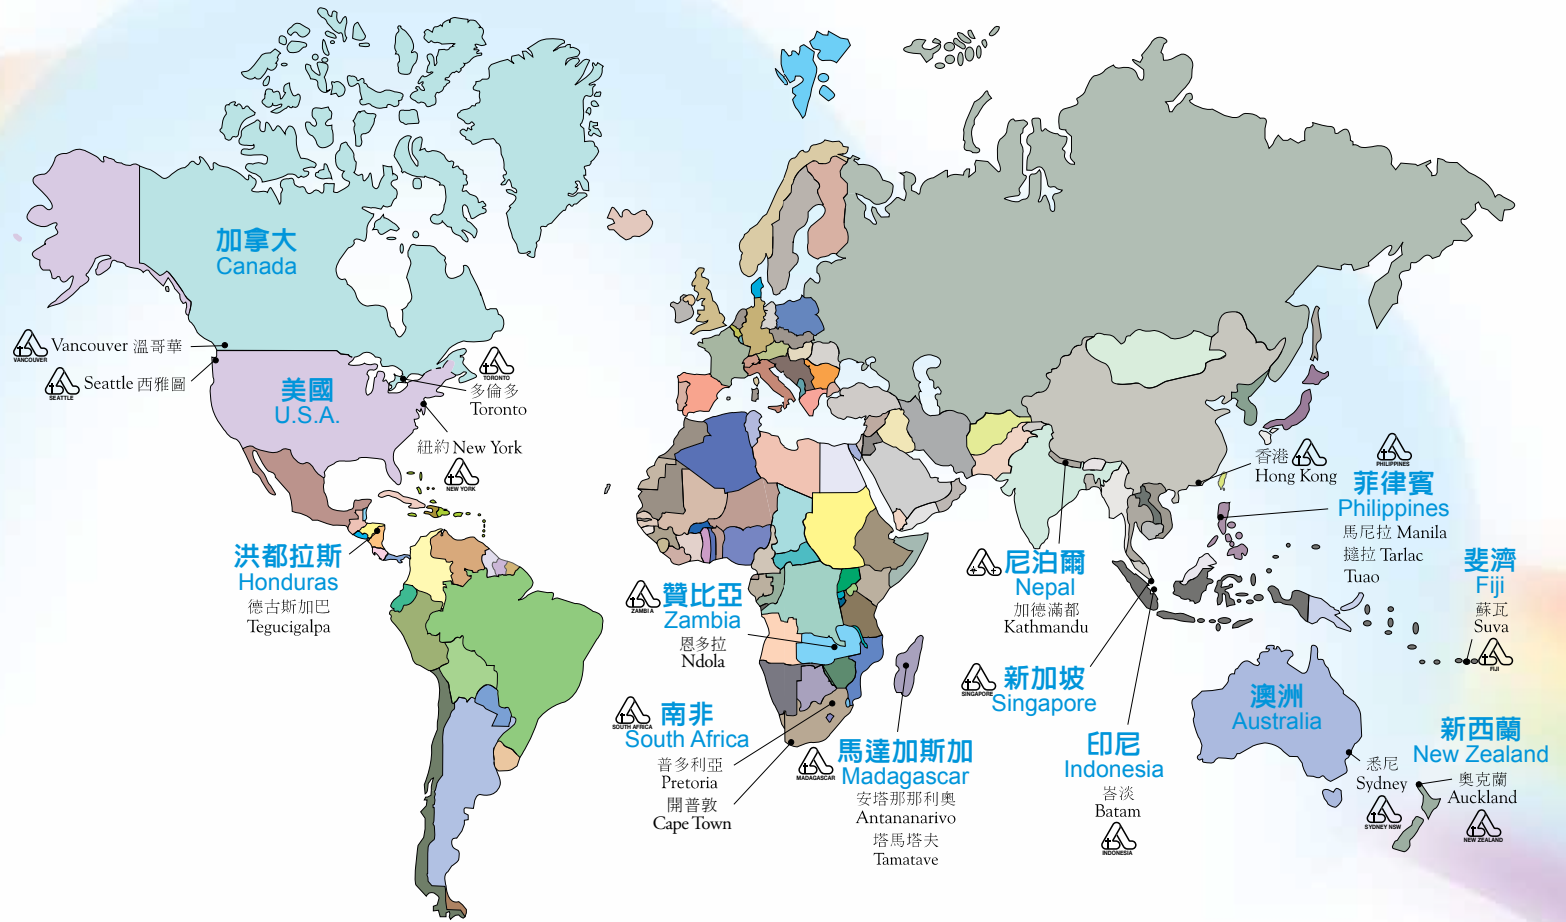 加拿大
Canada
VANCOUVER
Vancouver 溫哥華
SEATTLE
Seattle 西雅圖
美國
U.S.A.
TORONTO
多倫多
Toronto
紐約 New York
NEW YORK
洪都拉斯
Honduras
德古斯加巴
Tegucigalpa
ZAMBIA
贊比亞
Zambia
恩多拉
Ndola
SOUTH AFRICA
南非
South Africa
普多利亞
Pretoria
開普敦
Cape Town
MADAGASCAR
馬達加斯加
Madagascar
安塔那那利奧
Antananarivo
塔馬塔夫
Tamatave
尼泊爾
Nepal
加德滿都
Kathmandu
SINGAPORE
新加坡
Singapore
印尼
Indonesia
峇淡
Batam
INDONESIA
香港
Hong Kong
PHILIPPINES
菲律賓
Philippines
馬尼拉 Manila
撻拉 Tarlac
Tuao
斐濟
Fiji
蘇瓦
Suva
FIJI
澳洲
Australia
悉尼
Sydney
SYDNEY NSW
新西蘭
New Zealand
奧克蘭
Auckland
NEW ZEALAND